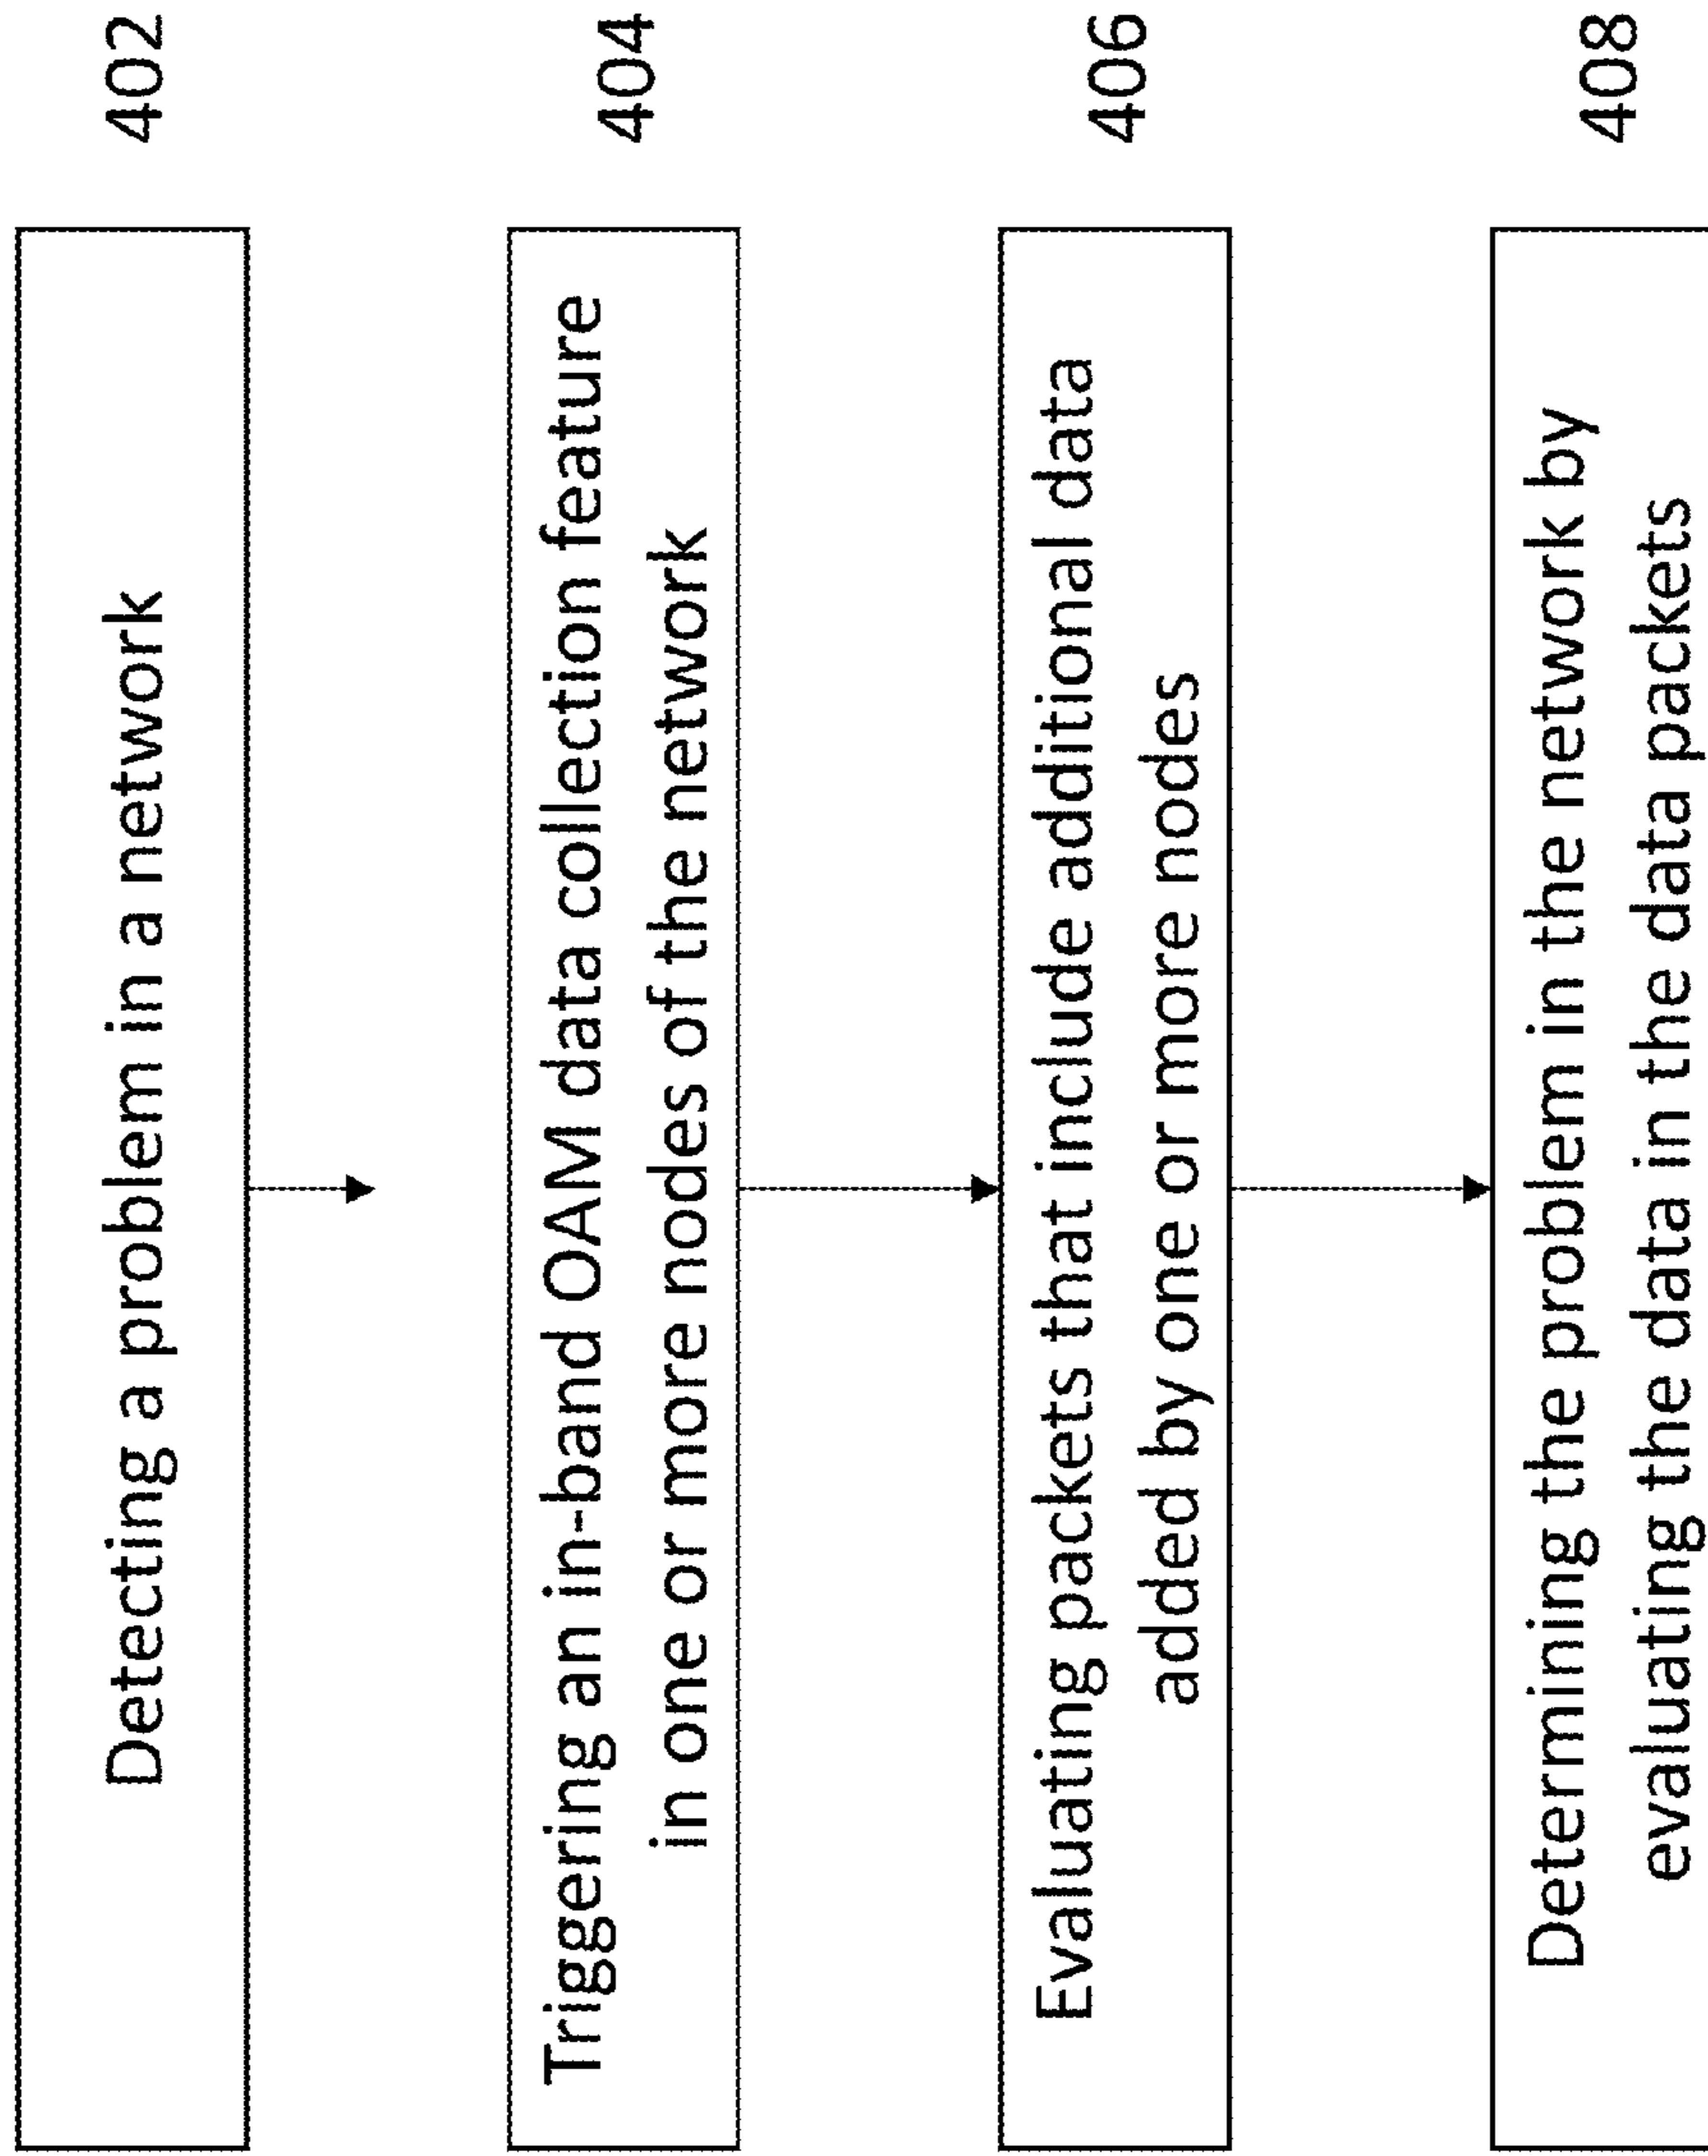 Detecting a problem in a network
402
Triggering an in-band OAM data collection feature
in one or more nodes of the network
404
Evaluating packets that include additional data
added by one or more nodes
406
Determining the problem in the network by
evaluating the data in the data packets
408